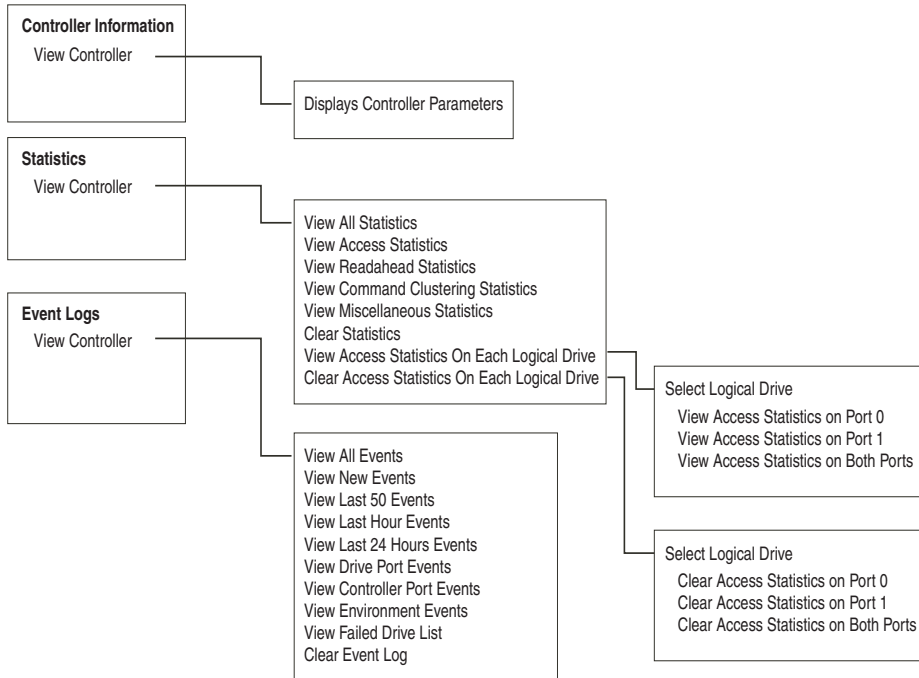 Controller Information
View Controller
Displays Controller Parameters
Statistics
View Controller
View All Statistics
View Access Statistics
View Readahead Statistics
View Command Clustering Statistics
View Miscellaneous Statistics
Clear Statistics
View Access Statistics On Each Logical Drive
Clear Access Statistics On Each Logical Drive
Select Logical Drive
View Access Statistics on Port 0
View Access Statistics on Port 1
View Access Statistics on Both Ports
Select Logical Drive
Clear Access Statistics on Port 0
Clear Access Statistics on Port 1
Clear Access Statistics on Both Ports
Event Logs
View Controller
View All Events
View New Events
View Last 50 Events
View Last Hour Events
View Last 24 Hours Events
View Drive Port Events
View Controller Port Events
View Environment Events
View Failed Drive List
Clear Event Log